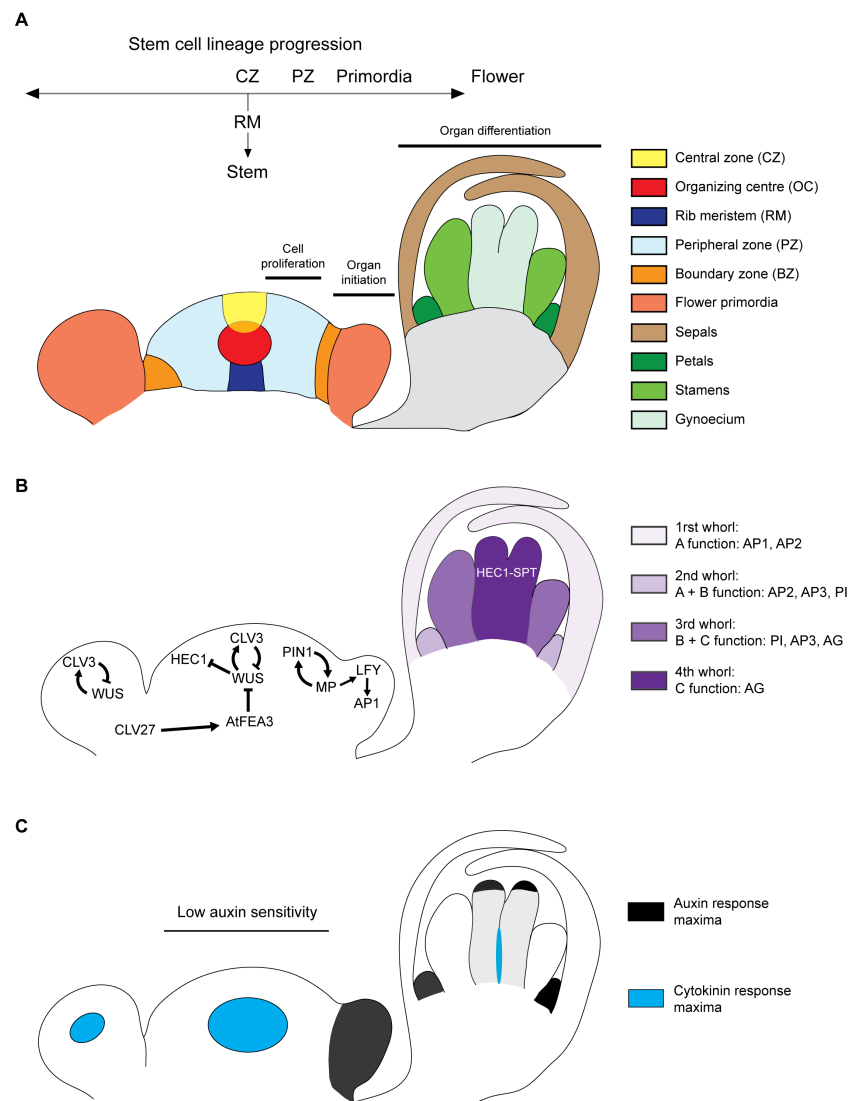 A
Stem cell lineage progression
CZ PZ Primordia Flower
RM
Stem
Organ differentiation
Cell
proliferation
Organ
initiation
Central zone (CZ)
Organizing centre (OC)
Rib meristem (RM)
Peripheral zone (PZ)
Boundary zone (BZ)
Flower primordia
Sepals
Petals
Stamens
Gynoecium
B
CLV3
WUS
HEC1
CLV3
WUS
PIN1
MP
LFY
AP1
CLV27
AtFEA3
HEC1-SPT
1rst whorl:
A function: AP1, AP2
2nd whorl:
A + B function: AP2, AP3, PI
3rd whorl:
B + C function: PI, AP3, AG
4th whorl:
C function: AG
C
Low auxin sensitivity
Auxin response
maxima
Cytokinin response
maxima